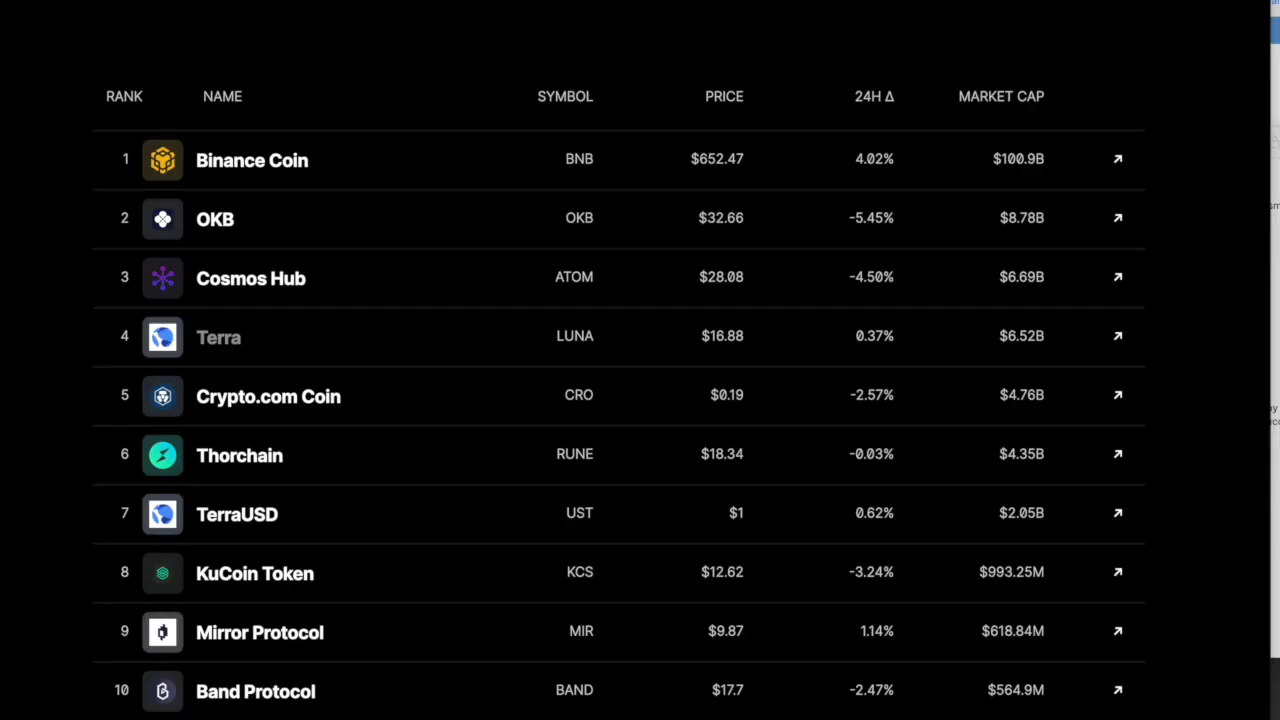 RANK NAME SYMBOL PRICE 24H Δ MARKET CAP
1 Binance Coin BNB $652.47 4.02% $100.9B
2 OKB OKB $32.66 -5.45% $8.78B
3 Cosmos Hub ATOM $28.08 -4.50% $6.69B
4 Terra LUNA $16.88 0.37% $6.52B
5 Crypto.com Coin CRO $0.19 -2.57% $4.76B
6 Thorchain RUNE $18.34 -0.03% $4.35B
7 TerraUSD UST $1 0.62% $2.05B
8 KuCoin Token KCS $12.62 -3.24% $993.25M
9 Mirror Protocol MIR $9.87 1.14% $618.84M
10 Band Protocol BAND $17.7 -2.47% $564.9M